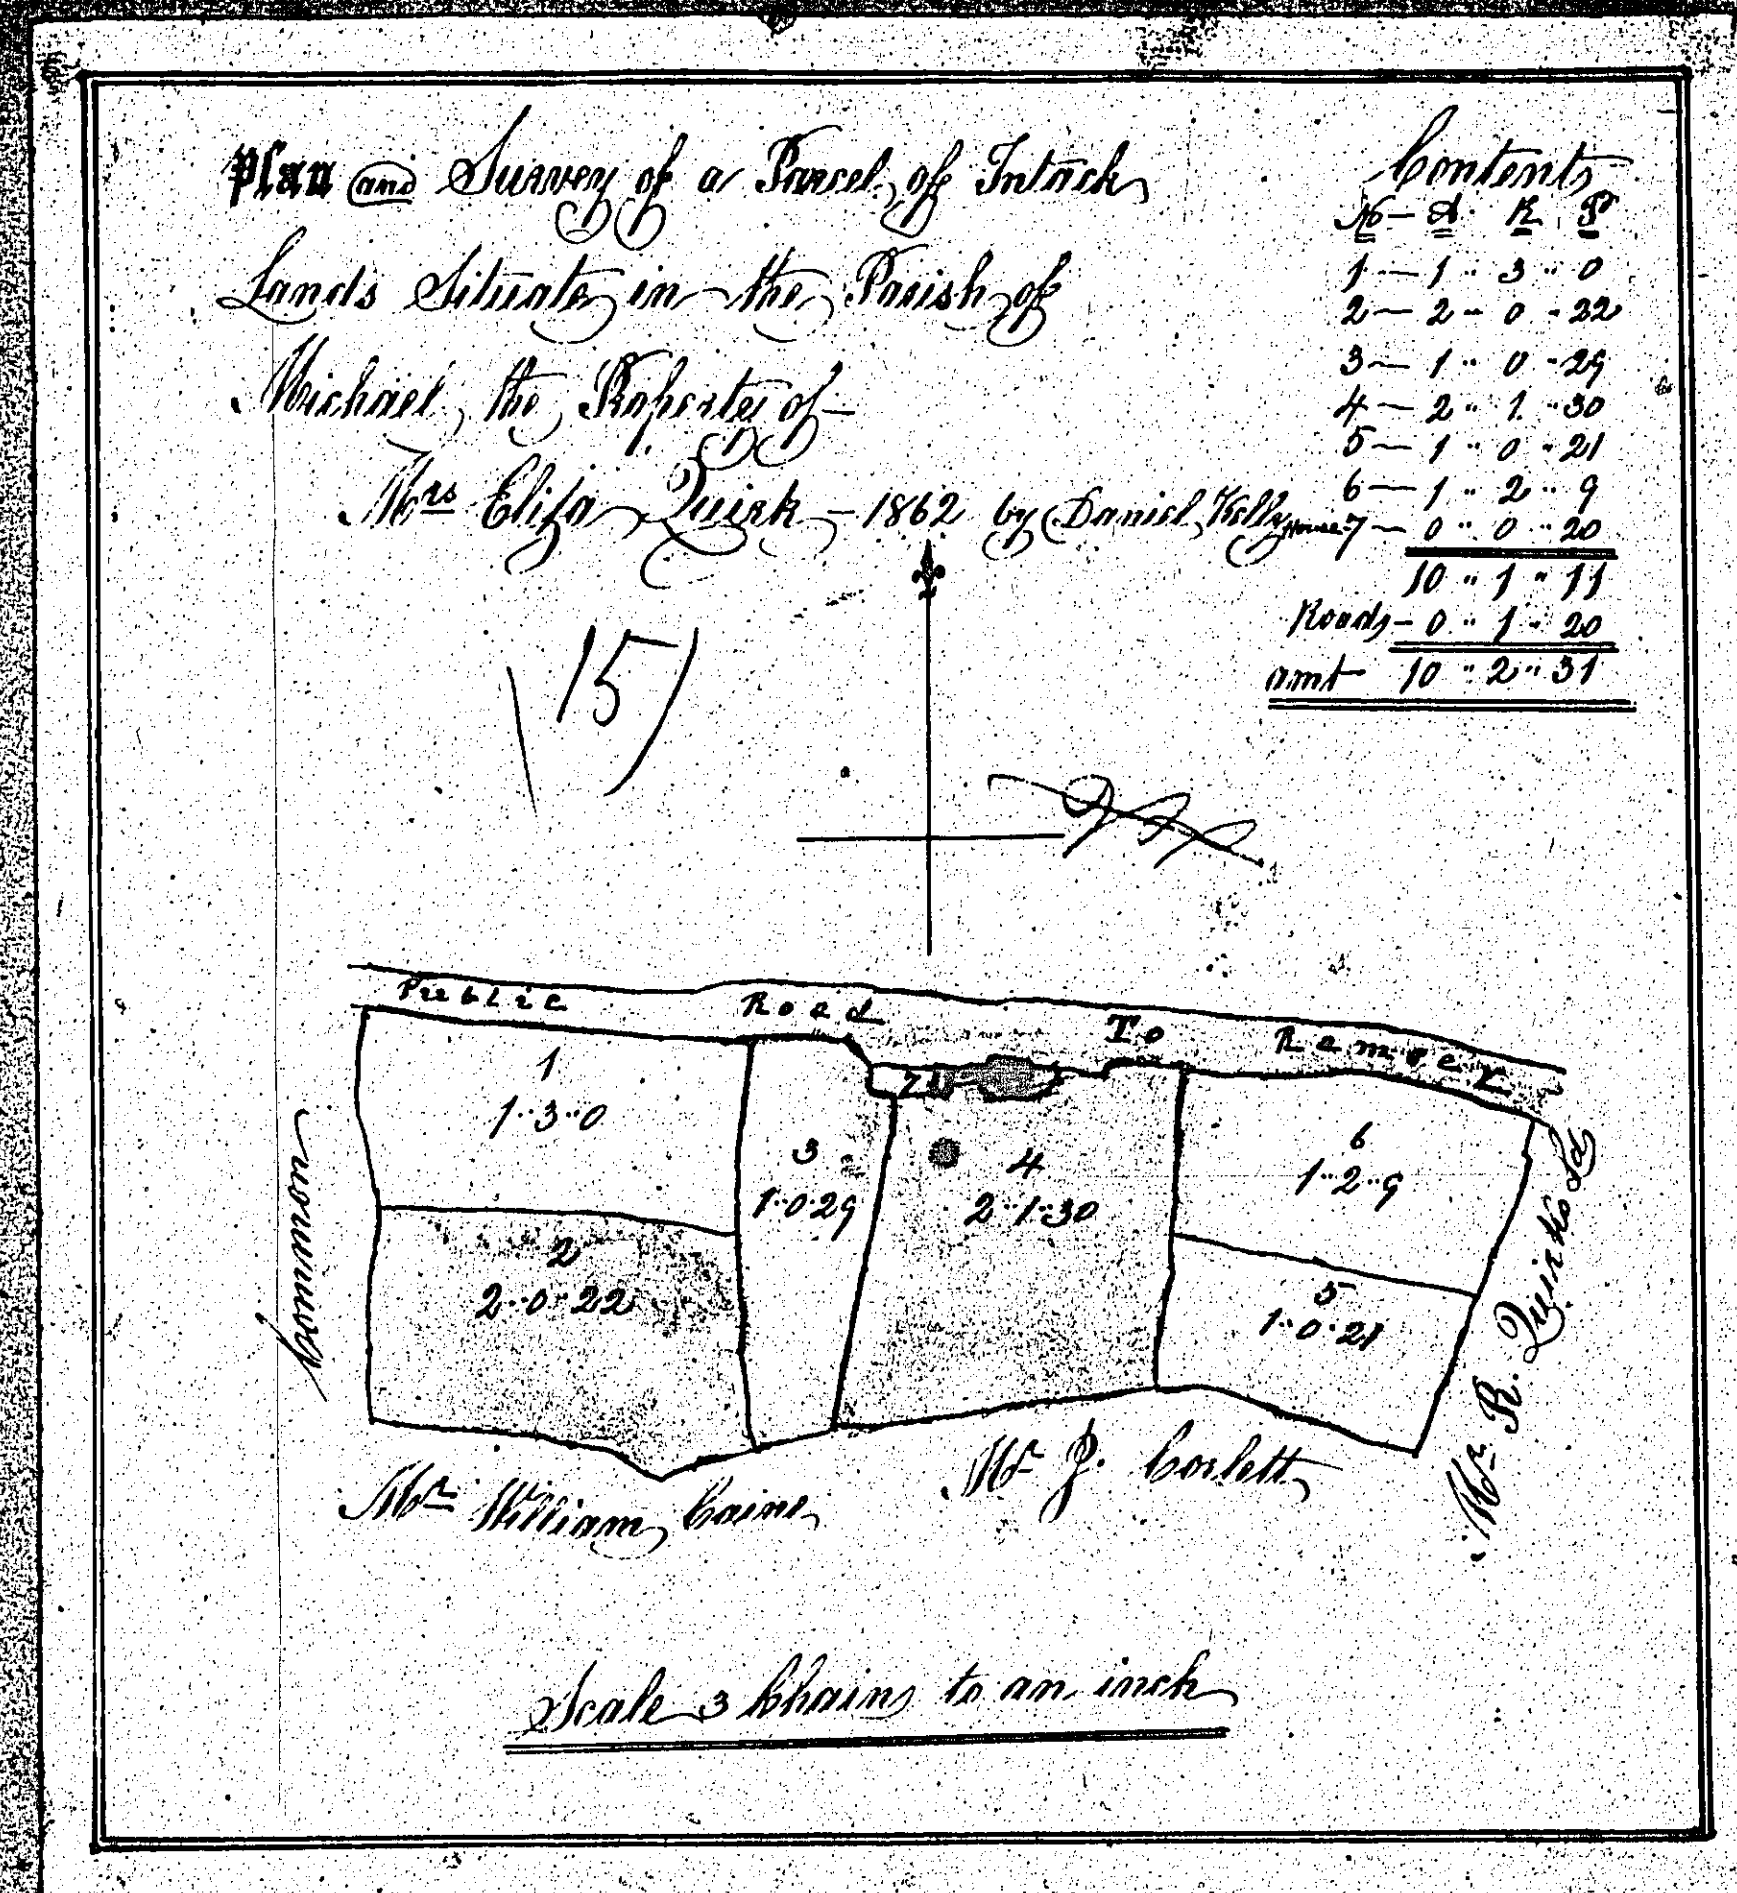 Plan and Survey of a Parcel of Intack
Lands Situate in the Parish of
Michael the Property of—
Mrs Eliza Quirk – 1862 by Daniel Kelly
Contents
No – A R P
1 — 1 .. 3 .. 0
2 — 2 .. 0 .. 22
3 — 1 .. 0 .. 29
4 — 2 .. 1 .. 30
5 — 1 .. 0 .. 21
6 — 1 .. 2 .. 9
House 7 — 0 .. 0 .. 20
10 .. 1 .. 11
Roads – 0 .. 1 .. 20
amt 10 .. 2 .. 31
15
Public Road To
1
1..3..0
7
3
1..0.29
4
2..1..30
6
1..2..9
2
2..0..22
5
1..0..21
Common
Mr R. Quirks Ld
Mr William Caine
Mr J. Corlett
Scale 3 Chains to an inch